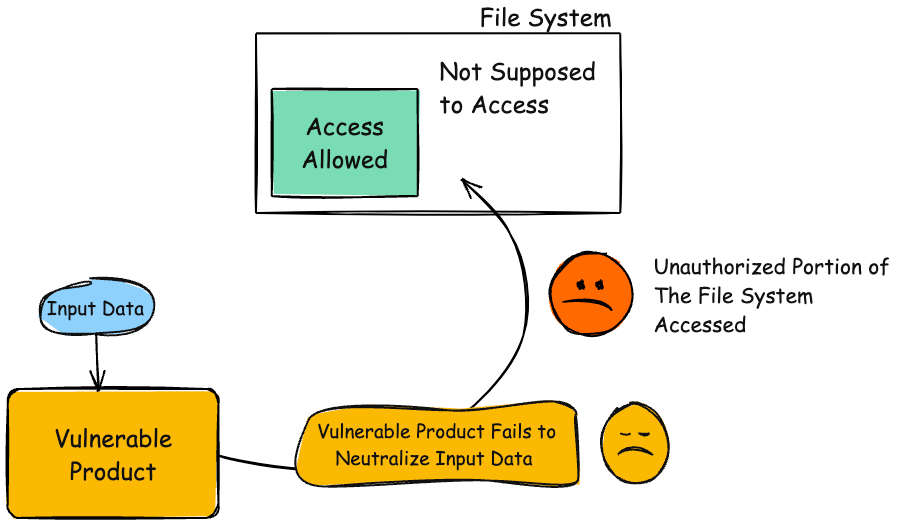 File System
Not Supposed
to Access
Access
Allowed
Unauthorized Portion of
The File System
Accessed
Input Data
Vulnerable
Product
Vulnerable Product Fails to
Neutralize Input Data